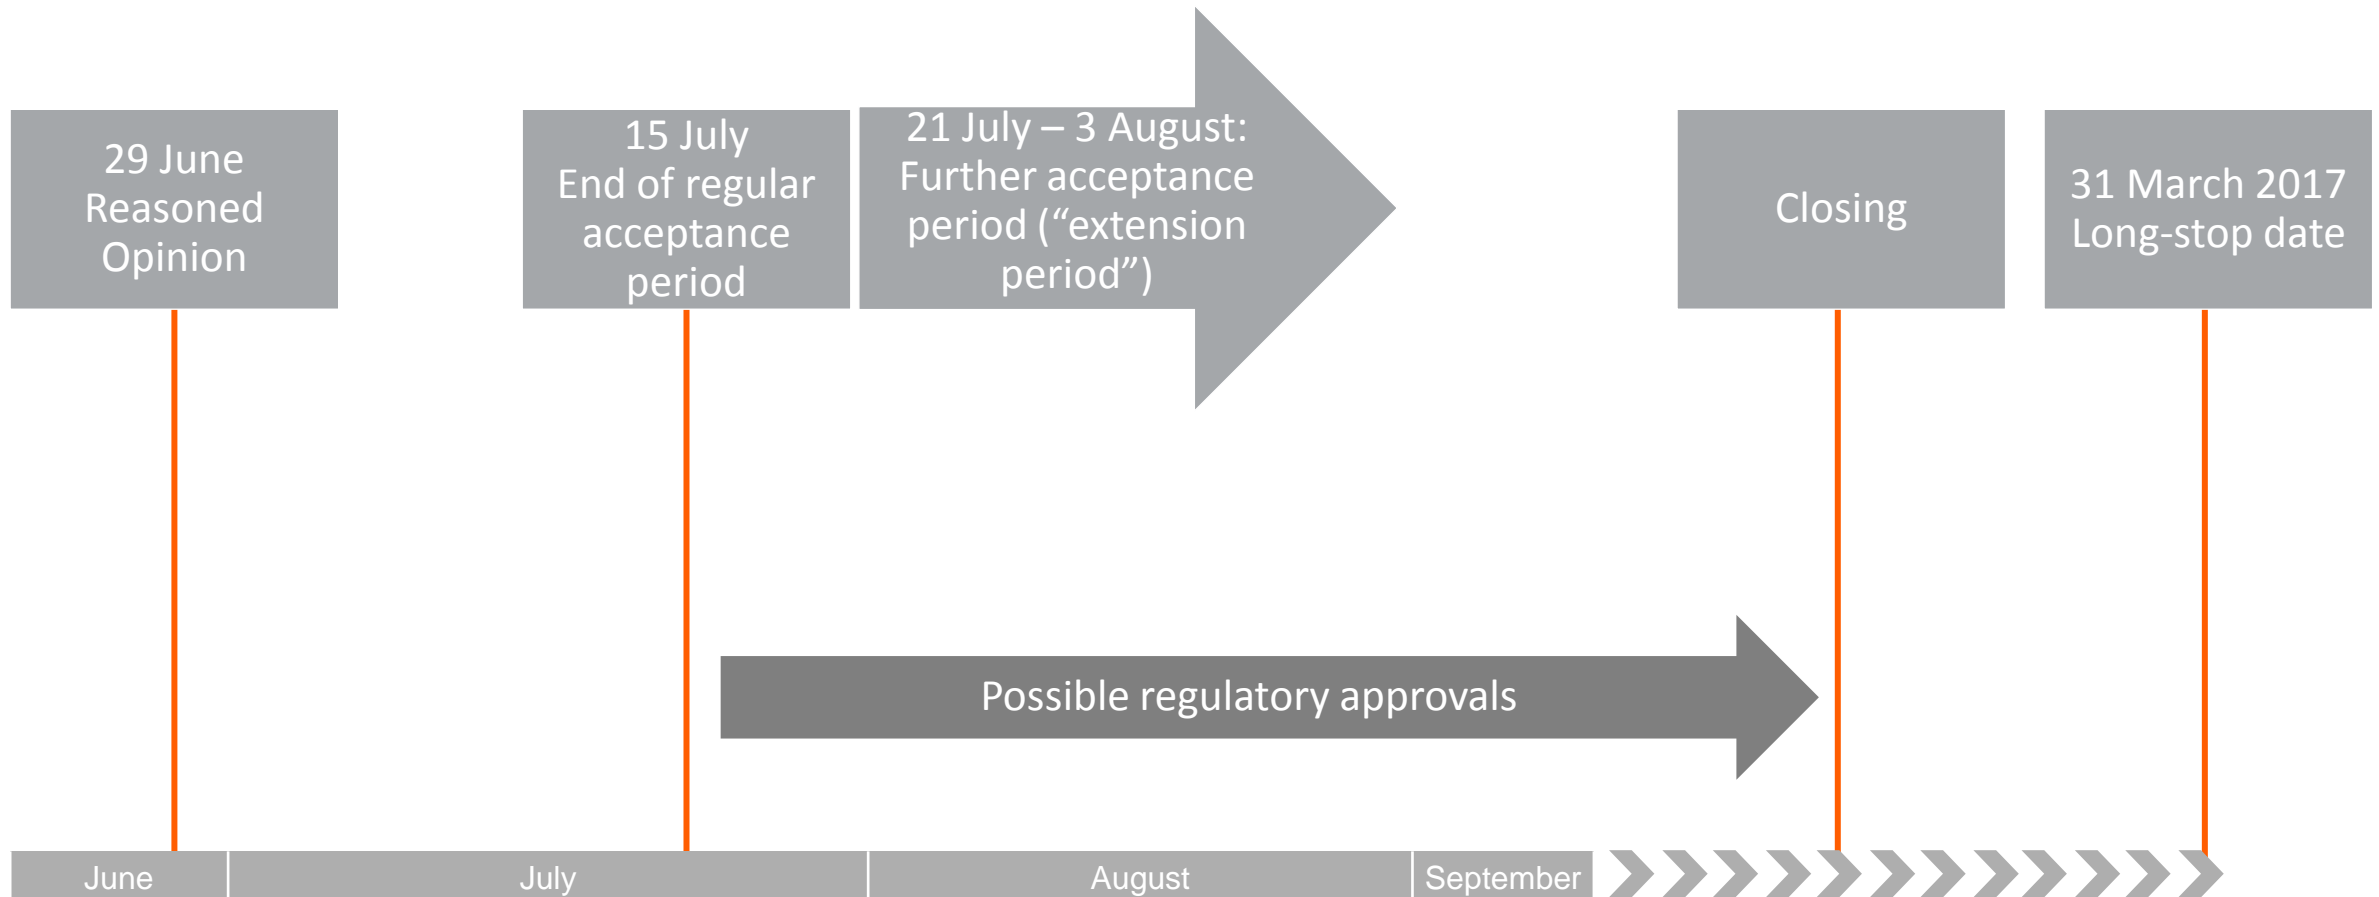 29 June
Reasoned
Opinion
15 July
End of regular
acceptance
period
21 July – 3 August:
Further acceptance
period (“extension
period”)
Closing
31 March 2017
Long-stop date
Possible regulatory approvals
June
July
August
September